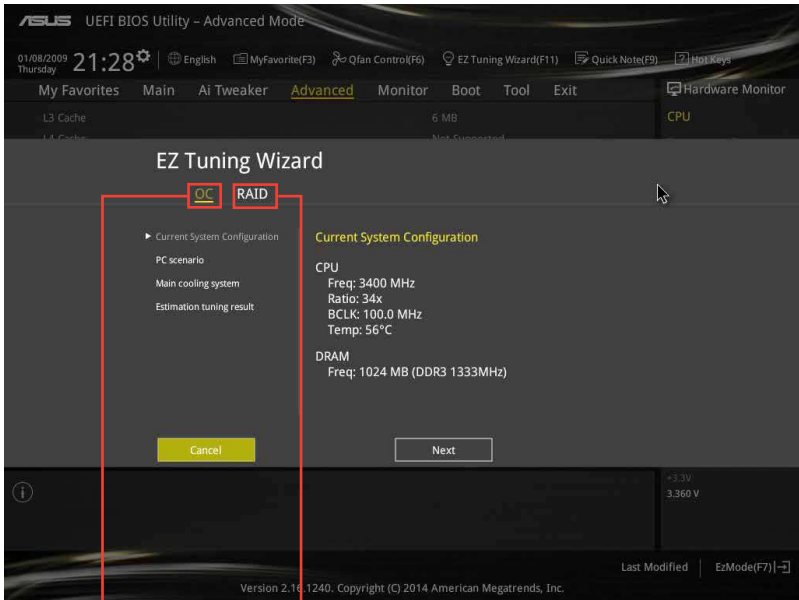 ASUS UEFI BIOS Utility – Advanced Mode
01/08/2009 Thursday 21:28 English MyFavorite(F3) Qfan Control(F6) EZ Tuning Wizard(F11) Quick Note(F9) ? Hot Keys
My Favorites Main Ai Tweaker Advanced Monitor Boot Tool Exit Hardware Monitor
L3 Cache 6 MB CPU
L4 Cache Not Supported
EZ Tuning Wizard
OC RAID
Current System Configuration
PC scenario
Main cooling system
Estimation tuning result
Current System Configuration
CPU
Freq: 3400 MHz
Ratio: 34x
BCLK: 100.0 MHz
Temp: 56°C
DRAM
Freq: 1024 MB (DDR3 1333MHz)
Cancel Next
+3.3V
3.360 V
Last Modified EzMode(F7)
Version 2.16.1240. Copyright (C) 2014 American Megatrends, Inc.